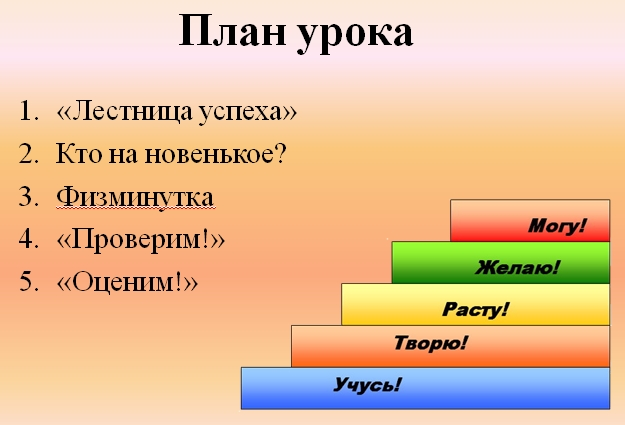 План урока
1. «Лестница успеха»
2. Кто на новенькое?
3. Физминутка
4. «Проверим!»
5. «Оценим!»
Могу!
Желаю!
Расту!
Творю!
Учусь!